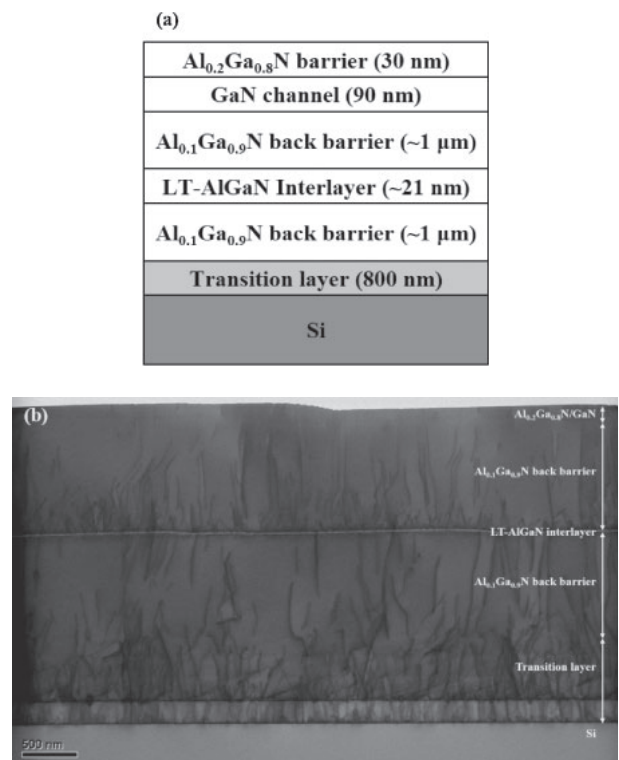 (a)
Al₀.₂Ga₀.₈N barrier (30 nm)
GaN channel (90 nm)
Al₀.₁Ga₀.₉N back barrier (~1 μm)
LT-AlGaN Interlayer (~21 nm)
Al₀.₁Ga₀.₉N back barrier (~1 μm)
Transition layer (800 nm)
Si
(b)
Al₀.₂Ga₀.₈N/GaN
Al₀.₁Ga₀.₉N back barrier
LT-AlGaN interlayer
Al₀.₁Ga₀.₉N back barrier
Transition layer
Si
500 nm